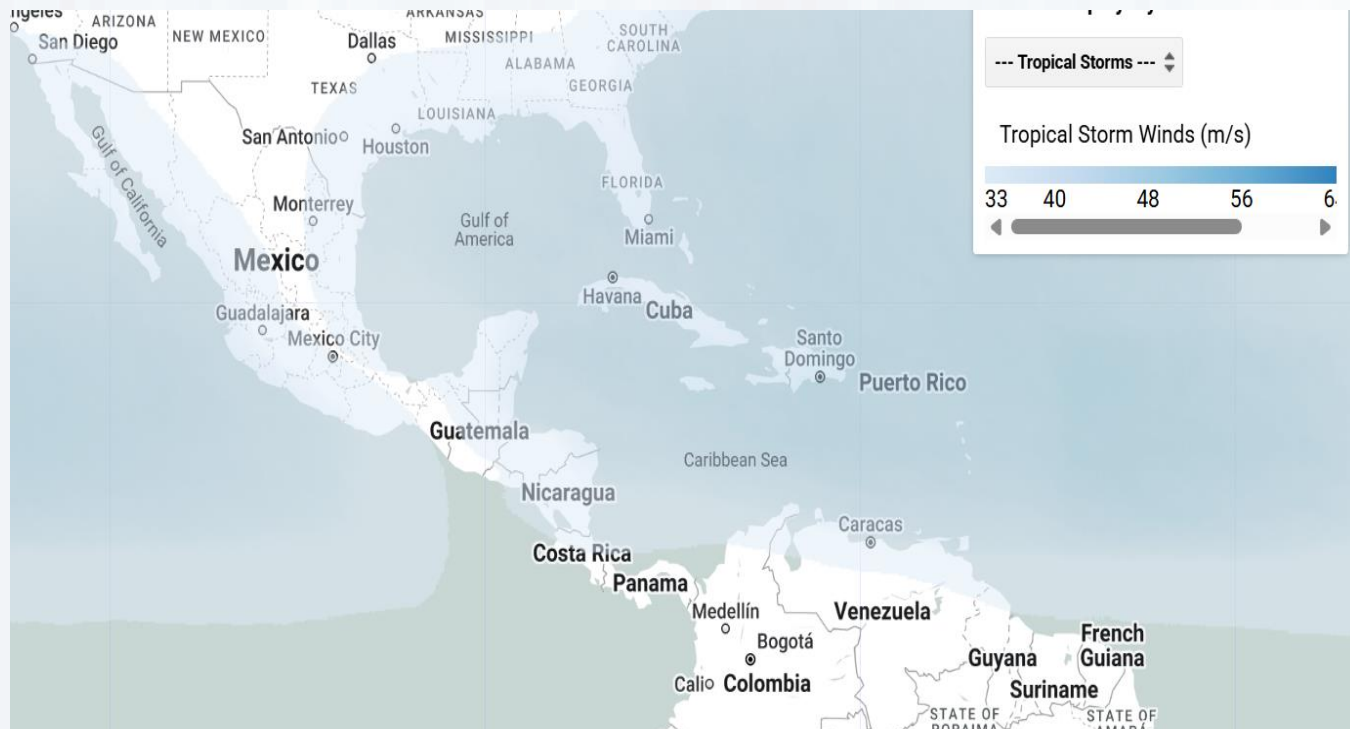 ARIZONA
San Diego
NEW MEXICO
Dallas
ARKANSAS
MISSISSIPPI
SOUTH
CAROLINA
ALABAMA
TEXAS
GEORGIA
LOUISIANA
San Antonio
Houston
Gulf of California
FLORIDA
Monterrey
Gulf of
America
Miami
Mexico
Havana
Cuba
Guadalajara
Mexico City
Santo
Domingo
Puerto Rico
Guatemala
Caribbean Sea
Nicaragua
Caracas
Costa Rica
Panama
Medellín
Venezuela
Bogotá
French
Guiana
Guyana
Cali
Colombia
Suriname
STATE OF
STATE OF
--- Tropical Storms ---
Tropical Storm Winds (m/s)
33 40 48 56